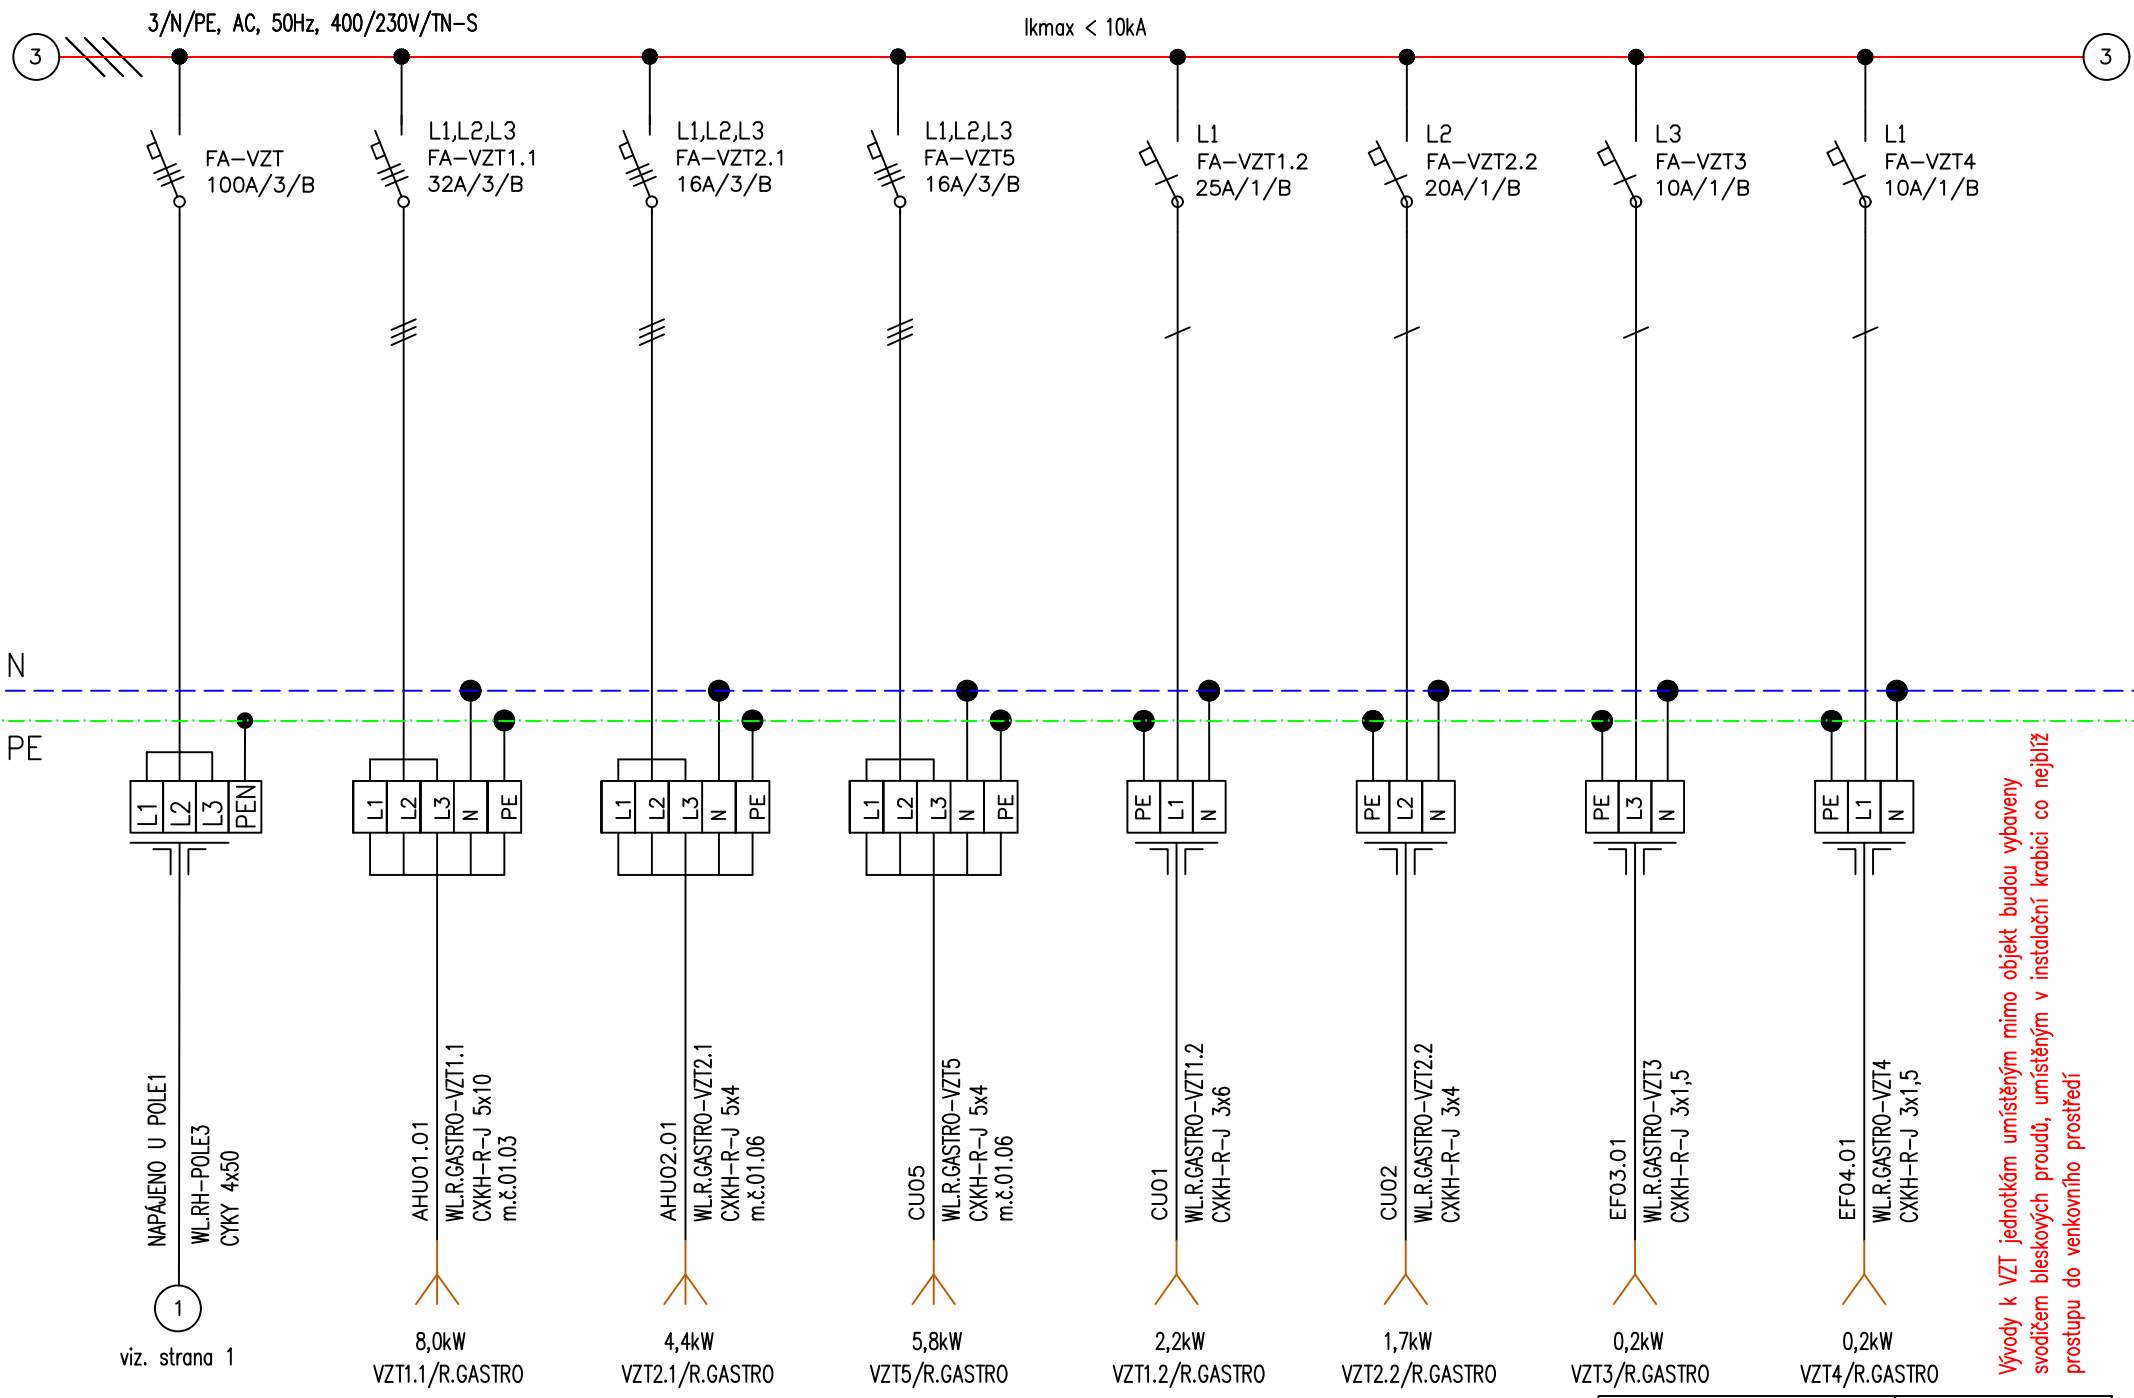 3/N/PE, AC, 50Hz, 400/230V/TN-S
Ikmax < 10kA
3
3
FA-VZT
100A/3/B
L1,L2,L3
FA-VZT1.1
32A/3/B
L1,L2,L3
FA-VZT2.1
16A/3/B
L1,L2,L3
FA-VZT5
16A/3/B
L1
FA-VZT1.2
25A/1/B
L2
FA-VZT2.2
20A/1/B
L3
FA-VZT3
10A/1/B
L1
FA-VZT4
10A/1/B
N
PE
L1 L2 L3 PEN
L1 L2 L3 N PE
L1 L2 L3 N PE
L1 L2 L3 N PE
PE L1 N
PE L2 N
PE L3 N
PE L1 N
NAPÁJENO U POLE1
WL.RH-POLE3
CYKY 4x50
AHU01.01
WL.R.GASTRO-VZT1.1
CXKH-R-J 5x10
m.č.01.03
AHU02.01
WL.R.GASTRO-VZT2.1
CXKH-R-J 5x4
m.č.01.06
CU05
WL.R.GASTRO-VZT5
CXKH-R-J 5x4
m.č.01.06
CU01
WL.R.GASTRO-VZT1.2
CXKH-R-J 3x6
CU02
WL.R.GASTRO-VZT2.2
CXKH-R-J 3x4
EF03.01
WL.R.GASTRO-VZT3
CXKH-R-J 3x1,5
EF04.01
WL.R.GASTRO-VZT4
CXKH-R-J 3x1,5
Vývody k VZT jednotkám umístěným mimo objekt budou vybaveny
svodičem bleskových proudů, umístěným v instalační krabici co nejblíž
prostupu do venkovního prostředí
1
viz. strana 1
8,0kW
VZT1.1/R.GASTRO
4,4kW
VZT2.1/R.GASTRO
5,8kW
VZT5/R.GASTRO
2,2kW
VZT1.2/R.GASTRO
1,7kW
VZT2.2/R.GASTRO
0,2kW
VZT3/R.GASTRO
0,2kW
VZT4/R.GASTRO